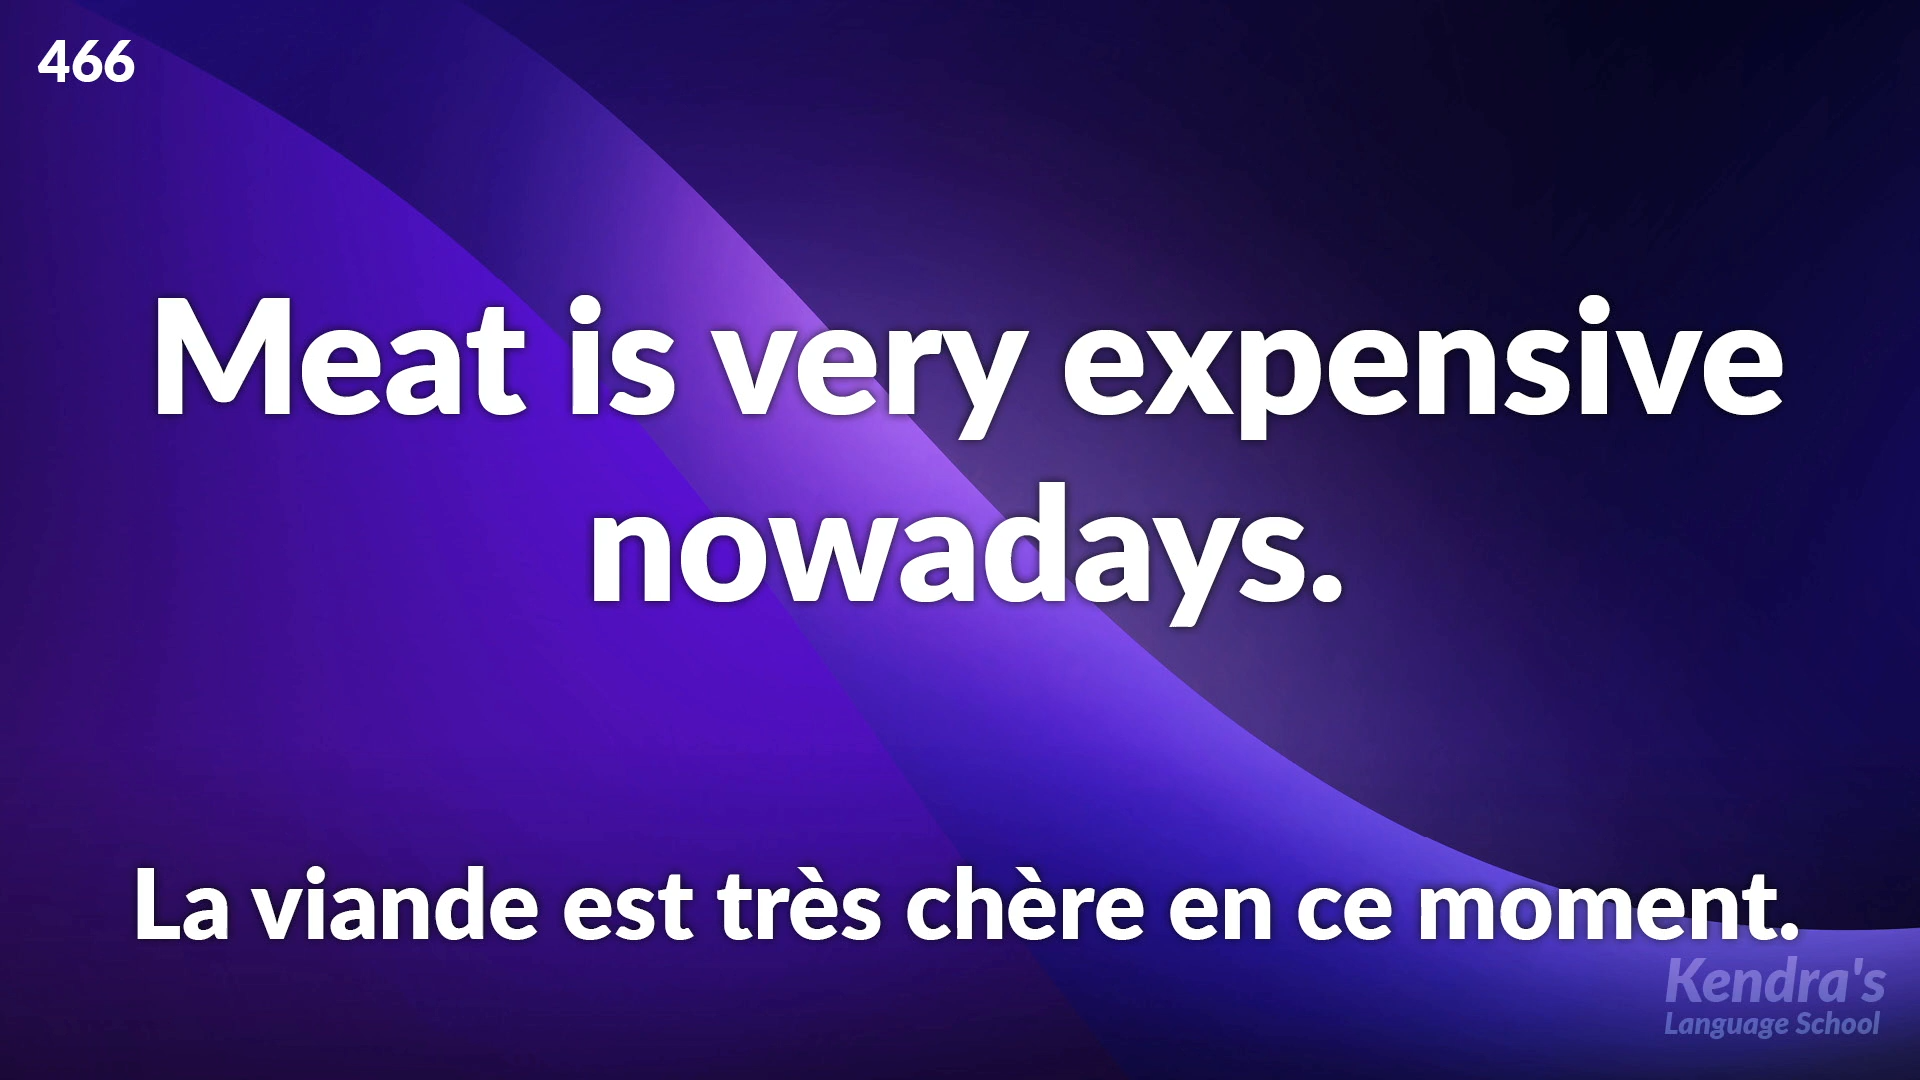 466
Meat is very expensive
nowadays.
La viande est très chère en ce moment.
Kendra's
Language School